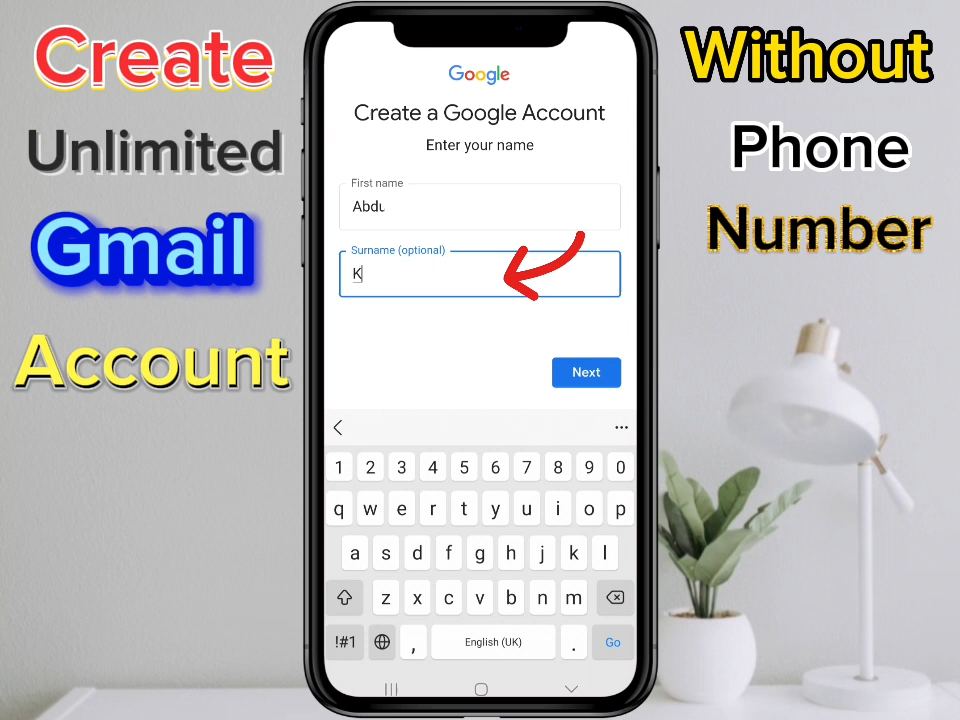 Create
Unlimited
Gmail
Account
Without
Phone
Number
Google
Create a Google Account
Enter your name
First name
Abdu
Surname (optional)
K
Next
1 2 3 4 5 6 7 8 9 0
q w e r t y u i o p
a s d f g h j k l
z x c v b n m
!#1 , English (UK) . Go